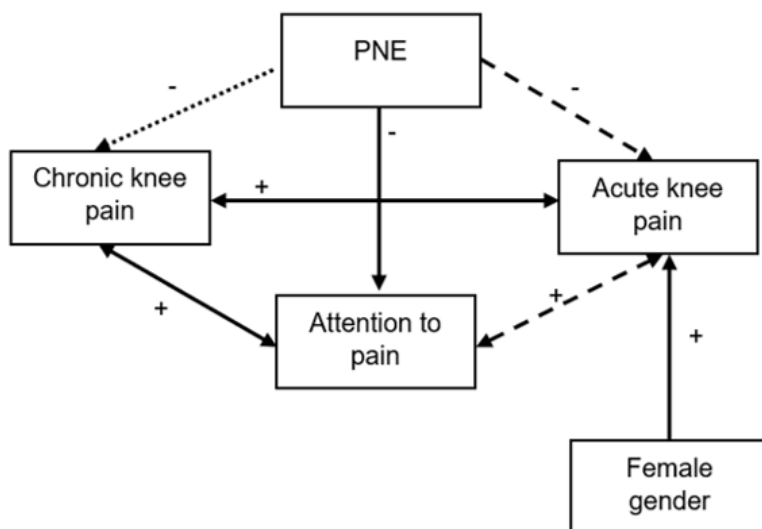 PNE
-
-
-
Chronic knee
pain
+
Acute knee
pain
+
Attention to
pain
+
+
Female
gender